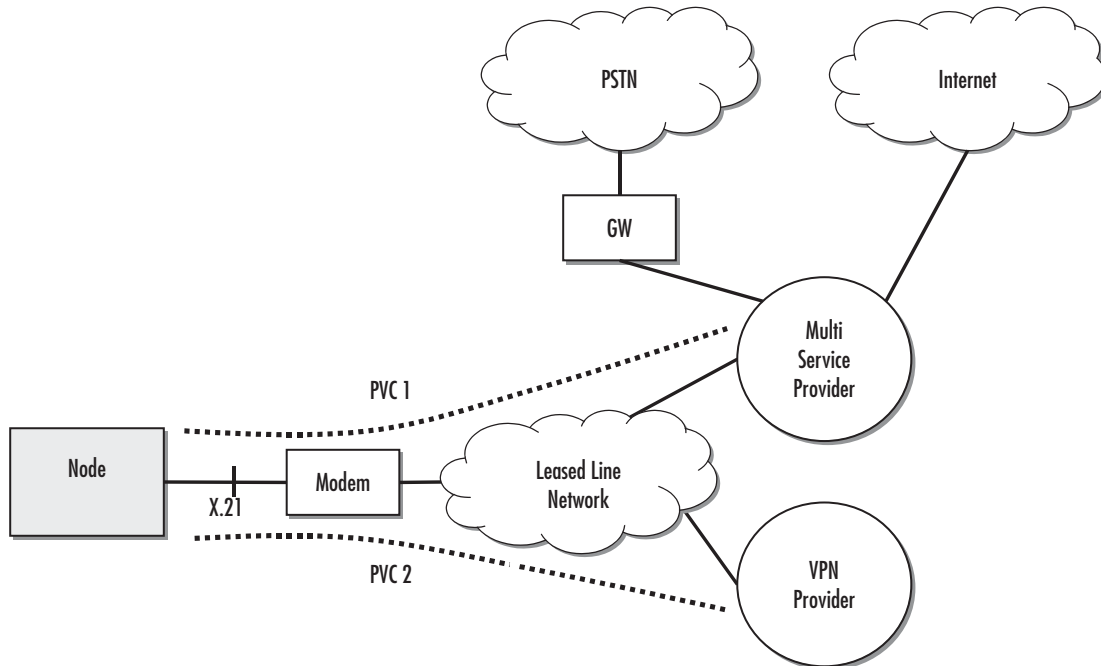 PSTN
Internet
GW
Multi
Service
Provider
PVC 1
Node
Modem
Leased Line
Network
X.21
PVC 2
VPN
Provider